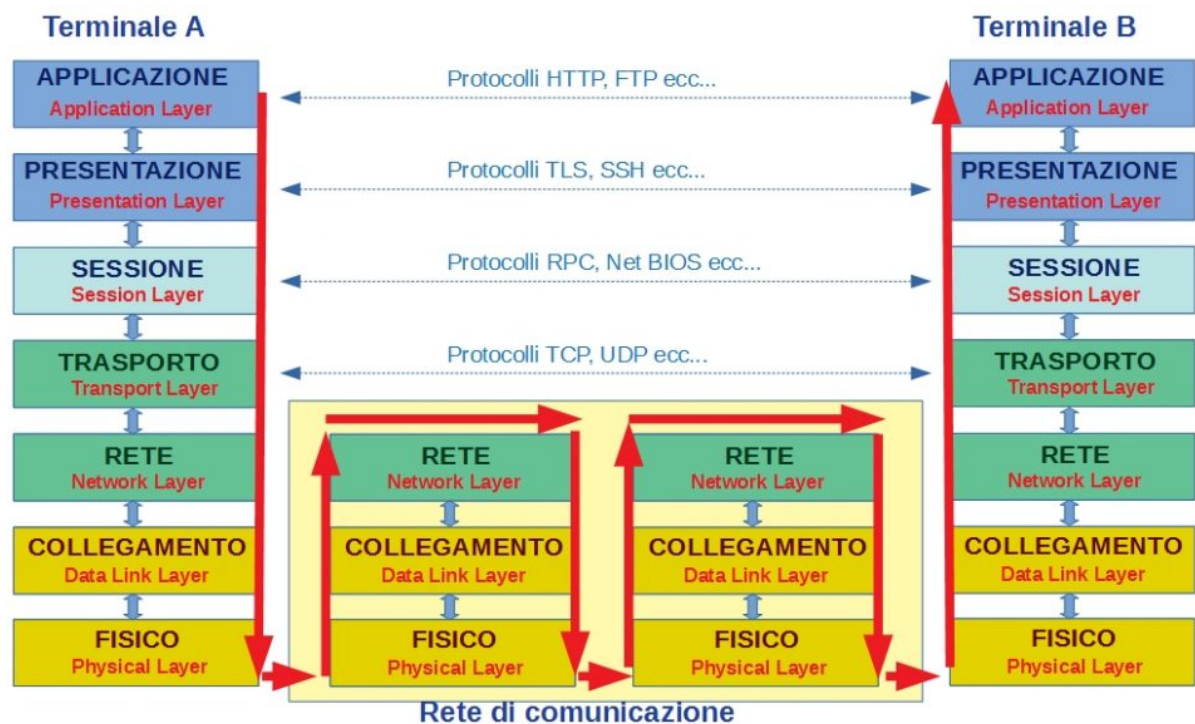 Terminale A
Terminale B
APPLICAZIONE
Application Layer
Protocolli HTTP, FTP ecc...
APPLICAZIONE
Application Layer
PRESENTAZIONE
Presentation Layer
Protocolli TLS, SSH ecc...
PRESENTAZIONE
Presentation Layer
SESSIONE
Session Layer
Protocolli RPC, Net BIOS ecc...
SESSIONE
Session Layer
TRASPORTO
Transport Layer
Protocolli TCP, UDP ecc...
TRASPORTO
Transport Layer
RETE
Network Layer
RETE
Network Layer
RETE
Network Layer
RETE
Network Layer
COLLEGAMENTO
Data Link Layer
COLLEGAMENTO
Data Link Layer
COLLEGAMENTO
Data Link Layer
COLLEGAMENTO
Data Link Layer
FISICO
Physical Layer
FISICO
Physical Layer
FISICO
Physical Layer
FISICO
Physical Layer
Rete di comunicazione